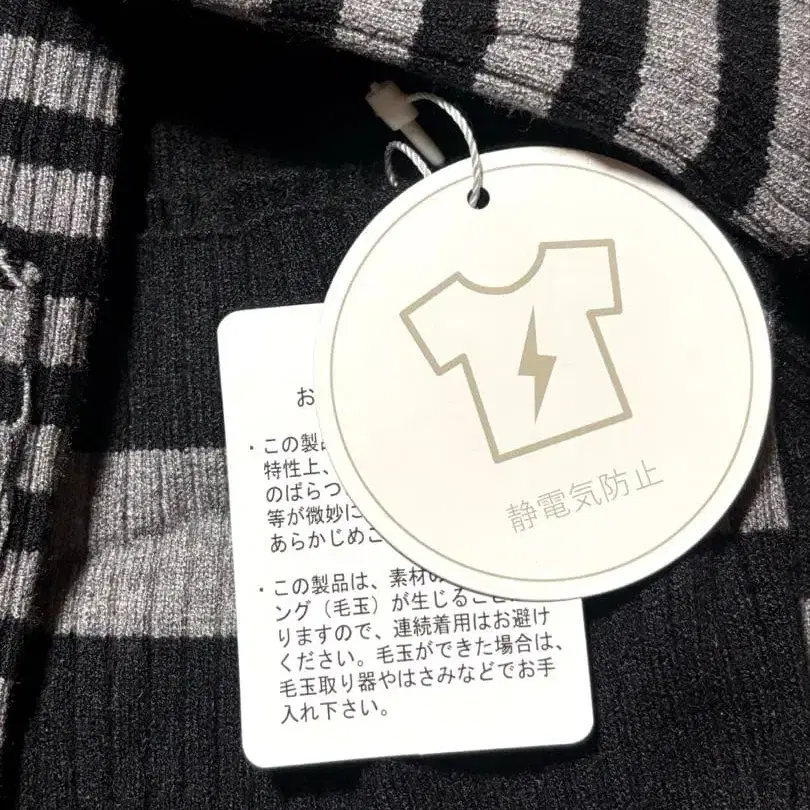 静電気防止
お
・この製品
特性上、
のばらつ
等が微妙に
あらかじめご
・この製品は、素材の
ング（毛玉）が生じること
りますので、連続着用はお避け
ください。毛玉ができた場合は、
毛玉取り器やはさみなどでお手
入れ下さい。